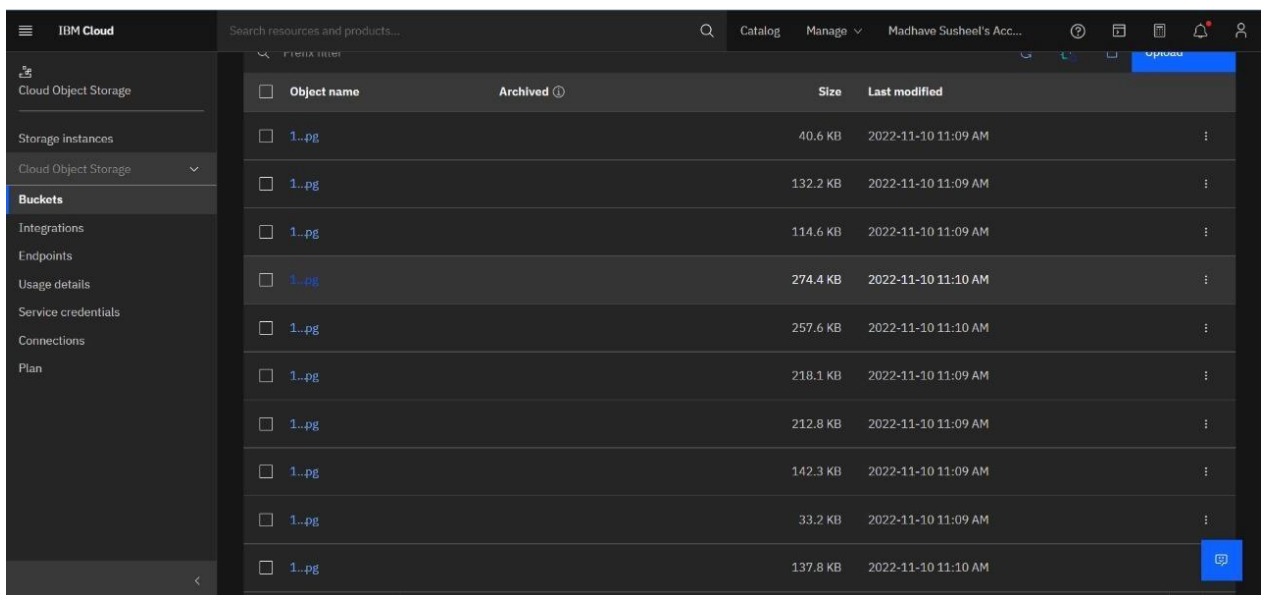 IBM Cloud Search resources and products... Catalog Manage Madhave Susheel's Acc...
Prefix filter Upload
Cloud Object Storage
Object name Archived Size Last modified
Storage instances
1...pg 40.6 KB 2022-11-10 11:09 AM
Cloud Object Storage
1...pg 132.2 KB 2022-11-10 11:09 AM
Buckets
Integrations
1...pg 114.6 KB 2022-11-10 11:09 AM
Endpoints
Usage details
1...pg 274.4 KB 2022-11-10 11:10 AM
Service credentials
1...pg 257.6 KB 2022-11-10 11:10 AM
Connections
Plan
1...pg 218.1 KB 2022-11-10 11:09 AM
1...pg 212.8 KB 2022-11-10 11:09 AM
1...pg 142.3 KB 2022-11-10 11:09 AM
1...pg 33.2 KB 2022-11-10 11:09 AM
1...pg 137.8 KB 2022-11-10 11:10 AM